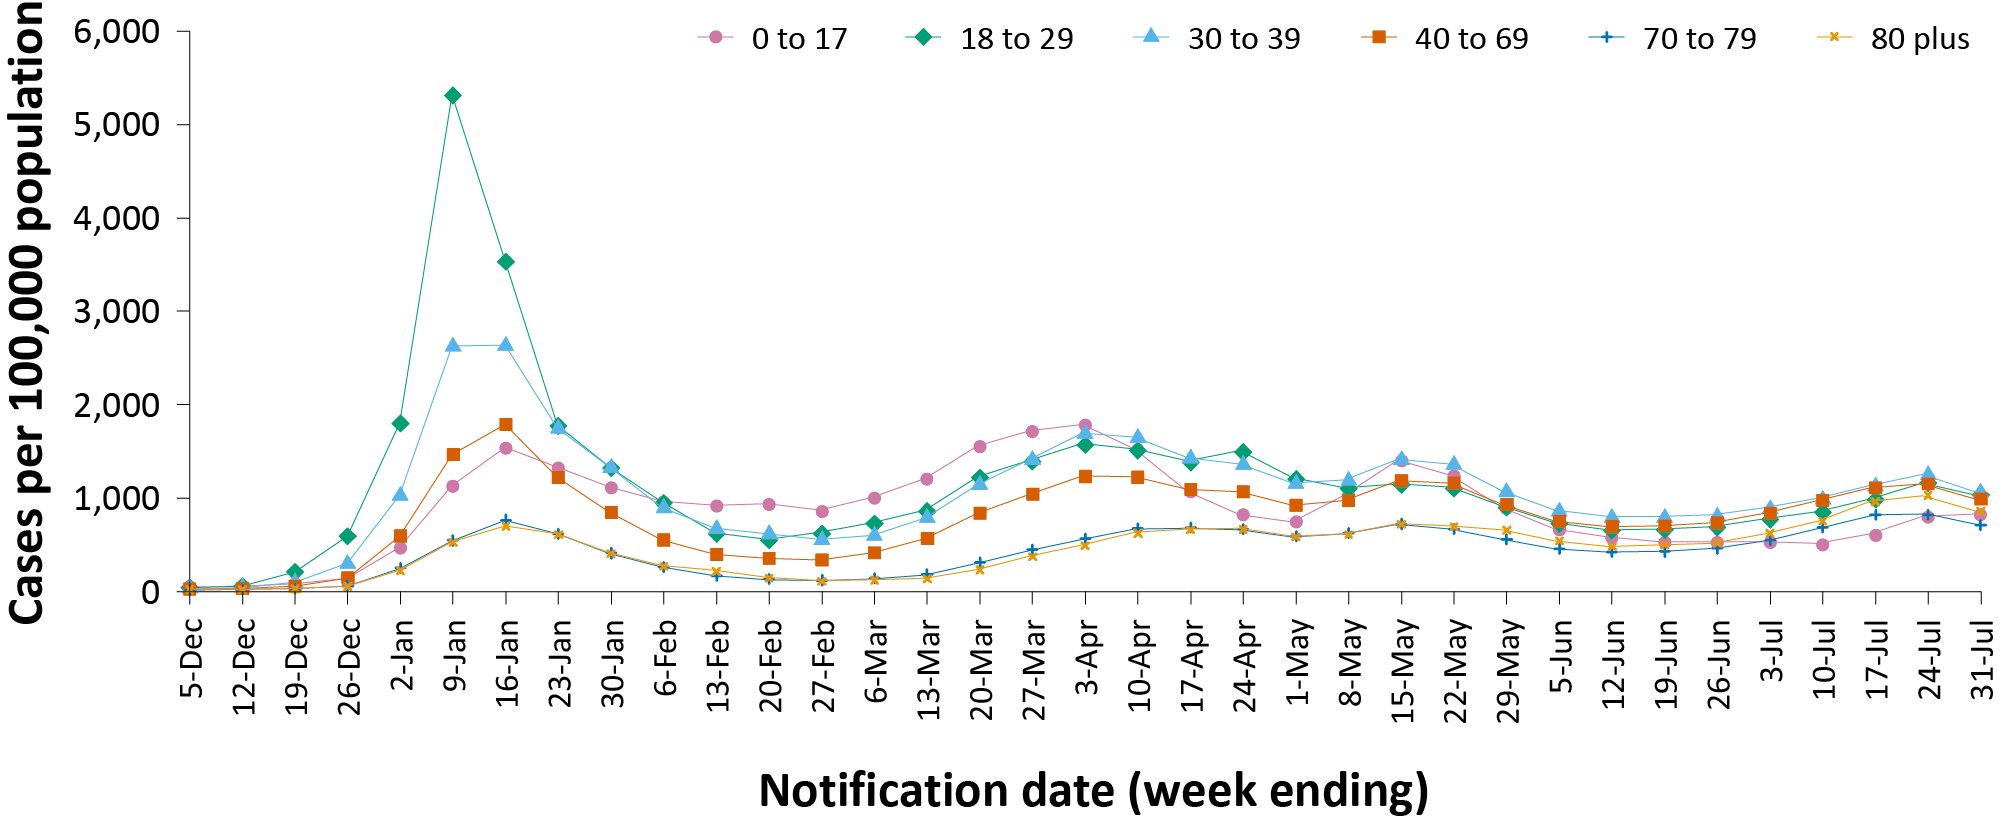 Cases per 100,000 population
6,000
5,000
4,000
3,000
2,000
1,000
0
0 to 17 18 to 29 30 to 39 40 to 69 70 to 79 80 plus
5-Dec 12-Dec 19-Dec 26-Dec 2-Jan 9-Jan 16-Jan 23-Jan 30-Jan 6-Feb 13-Feb 20-Feb 27-Feb 6-Mar 13-Mar 20-Mar 27-Mar 3-Apr 10-Apr 17-Apr 24-Apr 1-May 8-May 15-May 22-May 29-May 5-Jun 12-Jun 19-Jun 26-Jun 3-Jul 10-Jul 17-Jul 24-Jul 31-Jul
Notification date (week ending)